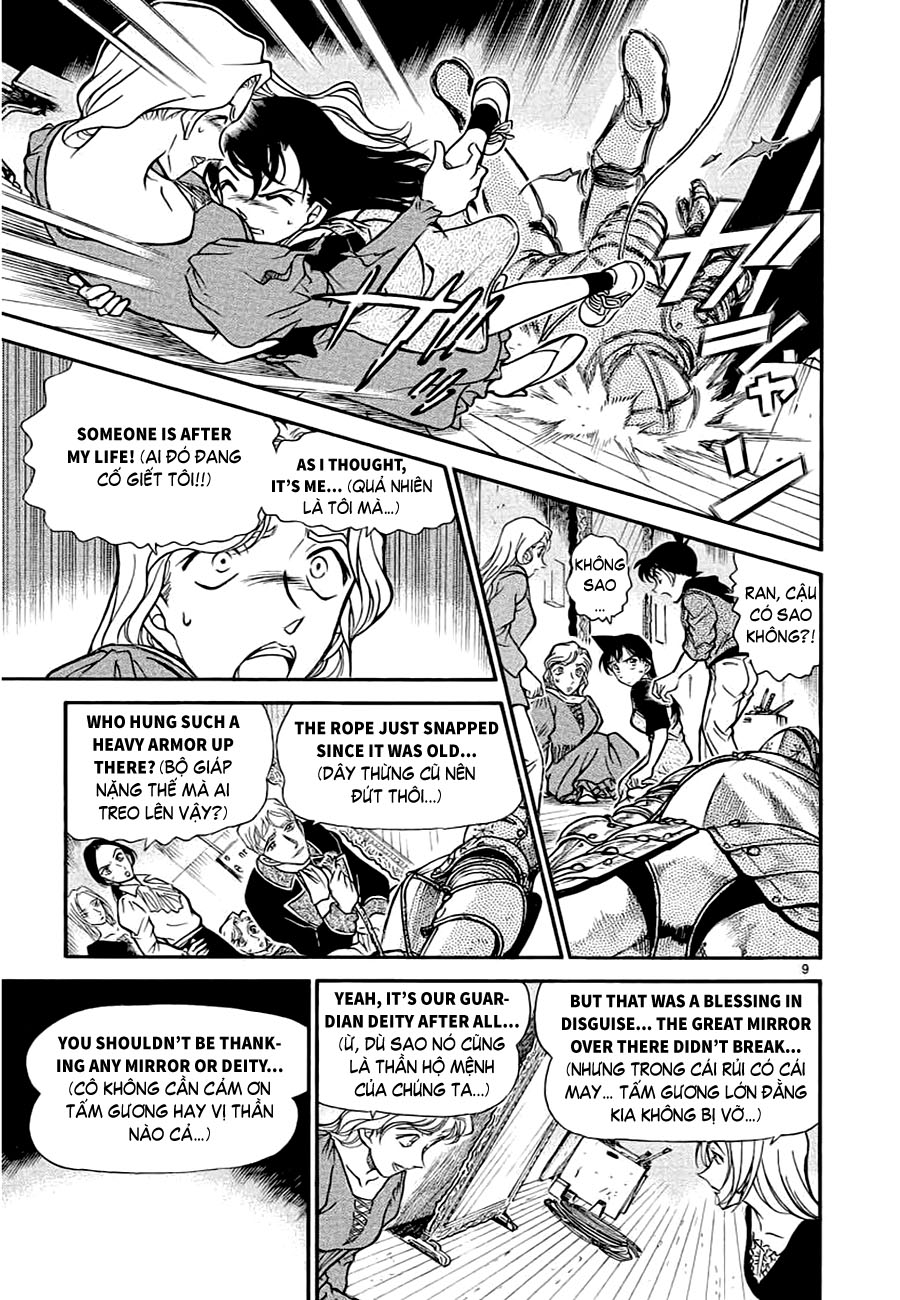 ガシャ
SOMEONE IS AFTER
MY LIFE! (AI ĐÓ ĐANG
CỐ GIẾT TÔI!!)
AS I THOUGHT,
IT'S ME... (QUẢ NHIÊN
LÀ TÔI MÀ...)
RAN, CẬU
CÓ SAO
KHÔNG?!
KHÔNG
SAO
...
THE ROPE JUST SNAPPED
SINCE IT WAS OLD...
(DÂY THỪNG CŨ NÊN
ĐỨT THÔI...)
WHO HUNG SUCH A
HEAVY ARMOR UP
THERE? (BỘ GIÁP
NẶNG THẾ MÀ AI
TREO LÊN VẬY?)
9
BUT THAT WAS A BLESSING IN
DISGUISE... THE GREAT MIRROR
OVER THERE DIDN'T BREAK...
(NHƯNG TRONG CÁI RỦI CÓ CÁI
MAY... TẤM GƯƠNG LỚN ĐẰNG
KIA KHÔNG BỊ VỠ...)
YEAH, IT'S OUR GUAR-
DIAN DEITY AFTER ALL...
(Ừ, DÙ SAO NÓ CŨNG
LÀ THẦN HỘ MỆNH
CỦA CHÚNG TA...)
YOU SHOULDN'T BE THANK-
ING ANY MIRROR OR DEITY...
(CÔ KHÔNG CẦN CẢM ƠN
TẤM GƯƠNG HAY VỊ THẦN
NÀO CẢ...)